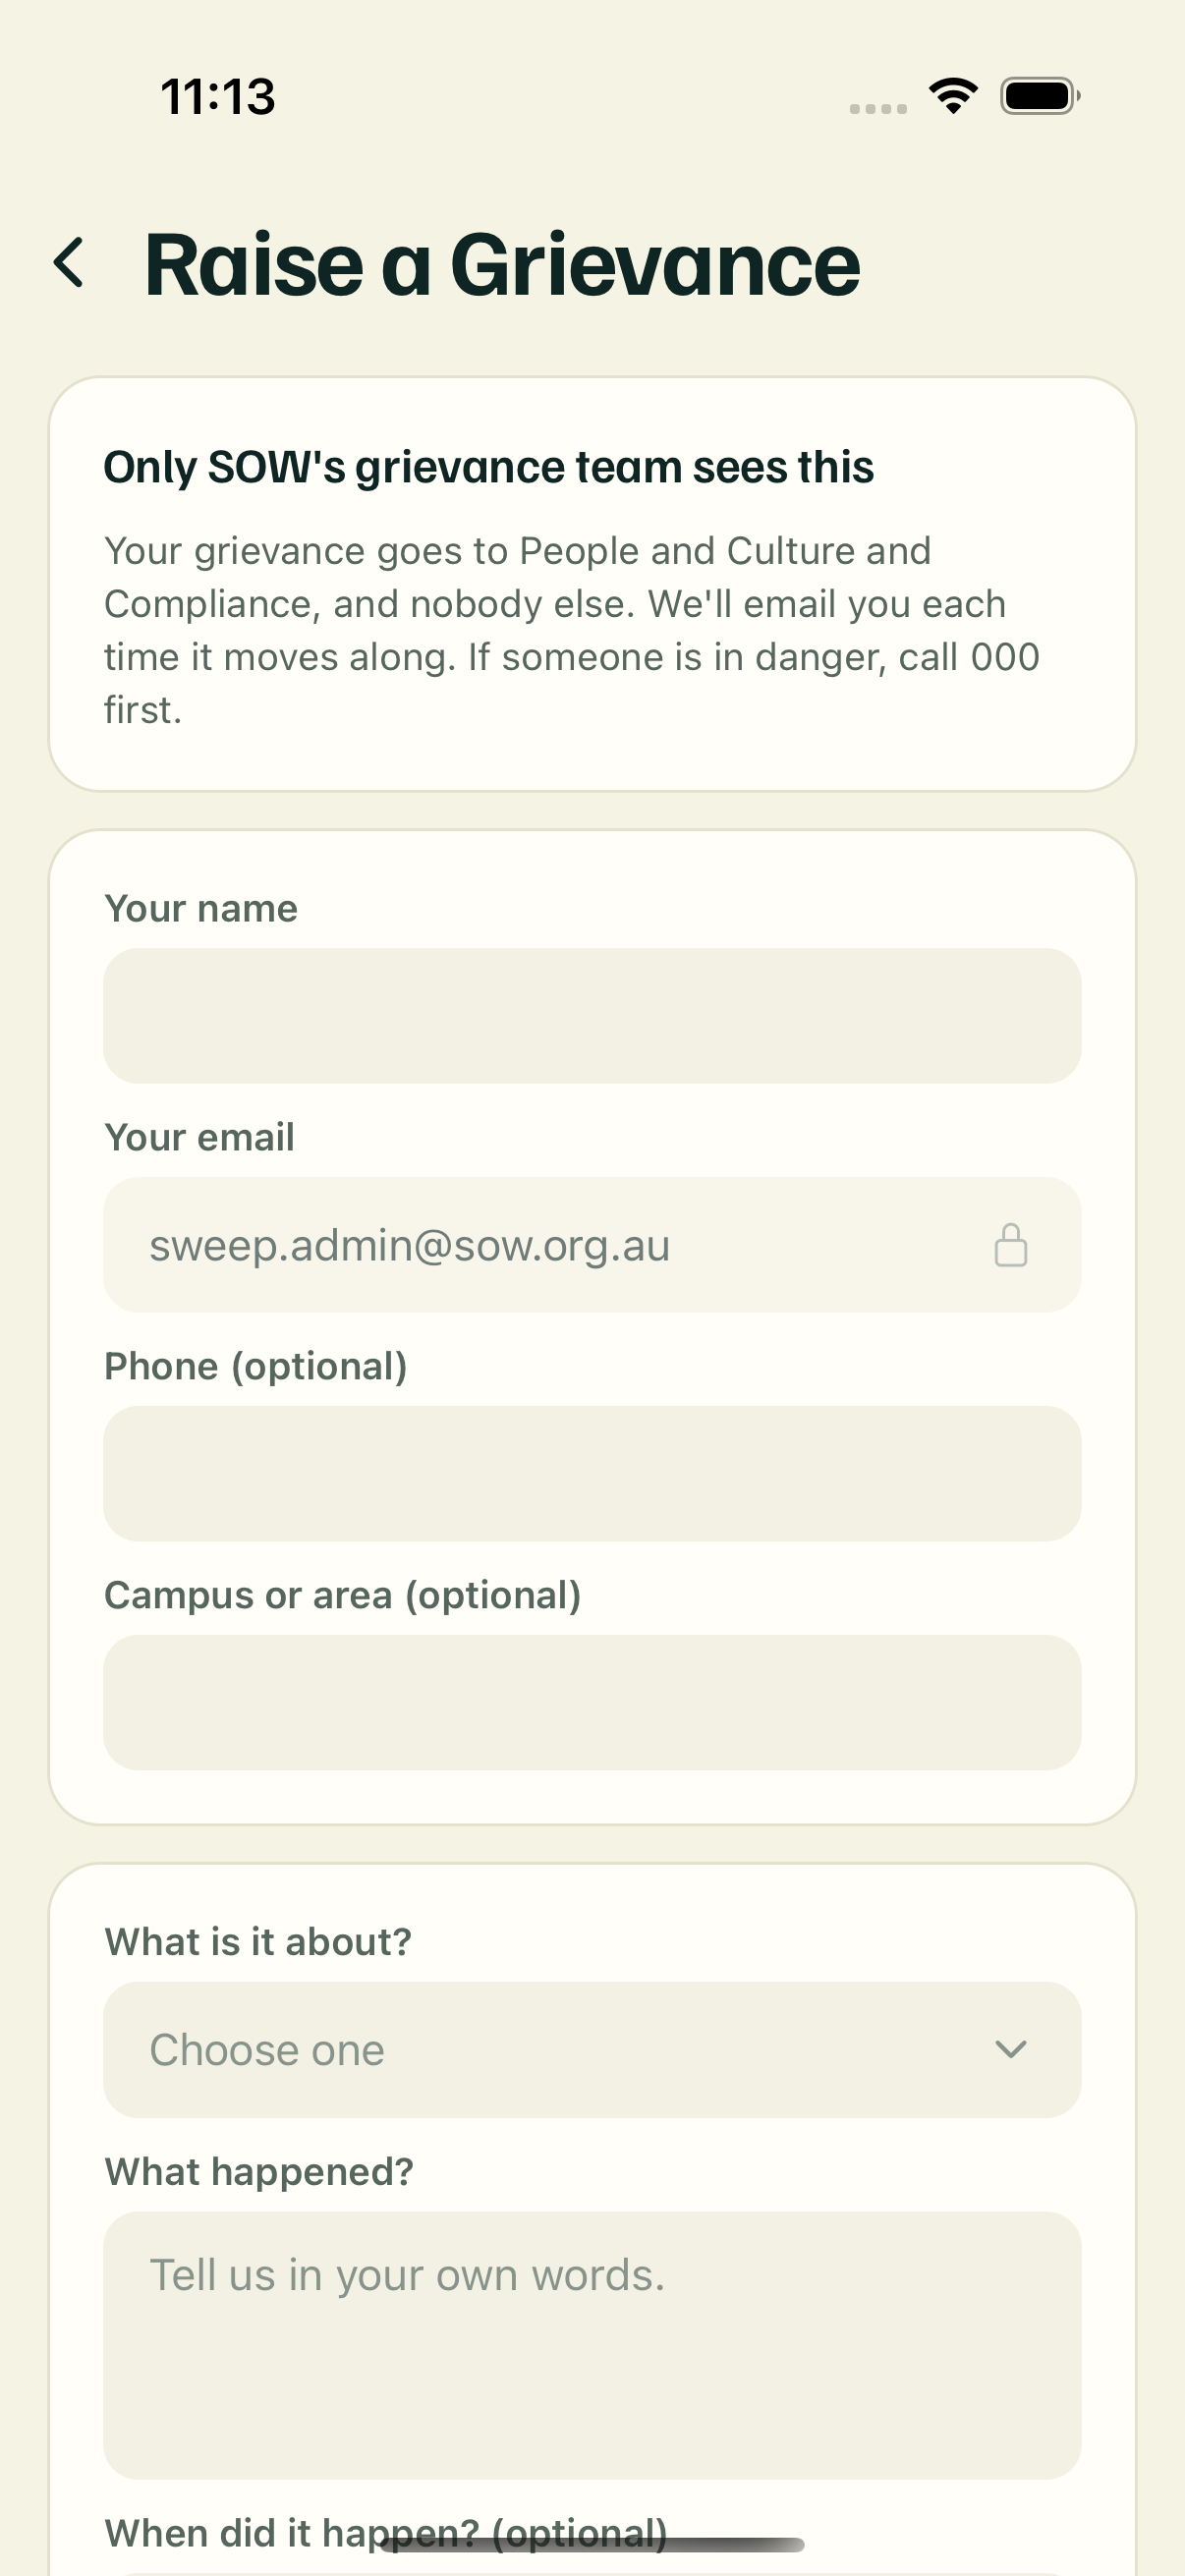 11:13
Raise a Grievance
Only SOW's grievance team sees this
Your grievance goes to People and Culture and
Compliance, and nobody else. We'll email you each
time it moves along. If someone is in danger, call 000
first.
Your name
Your email
sweep.admin@sow.org.au
Phone (optional)
Campus or area (optional)
What is it about?
Choose one
What happened?
Tell us in your own words.
When did it happen? (optional)